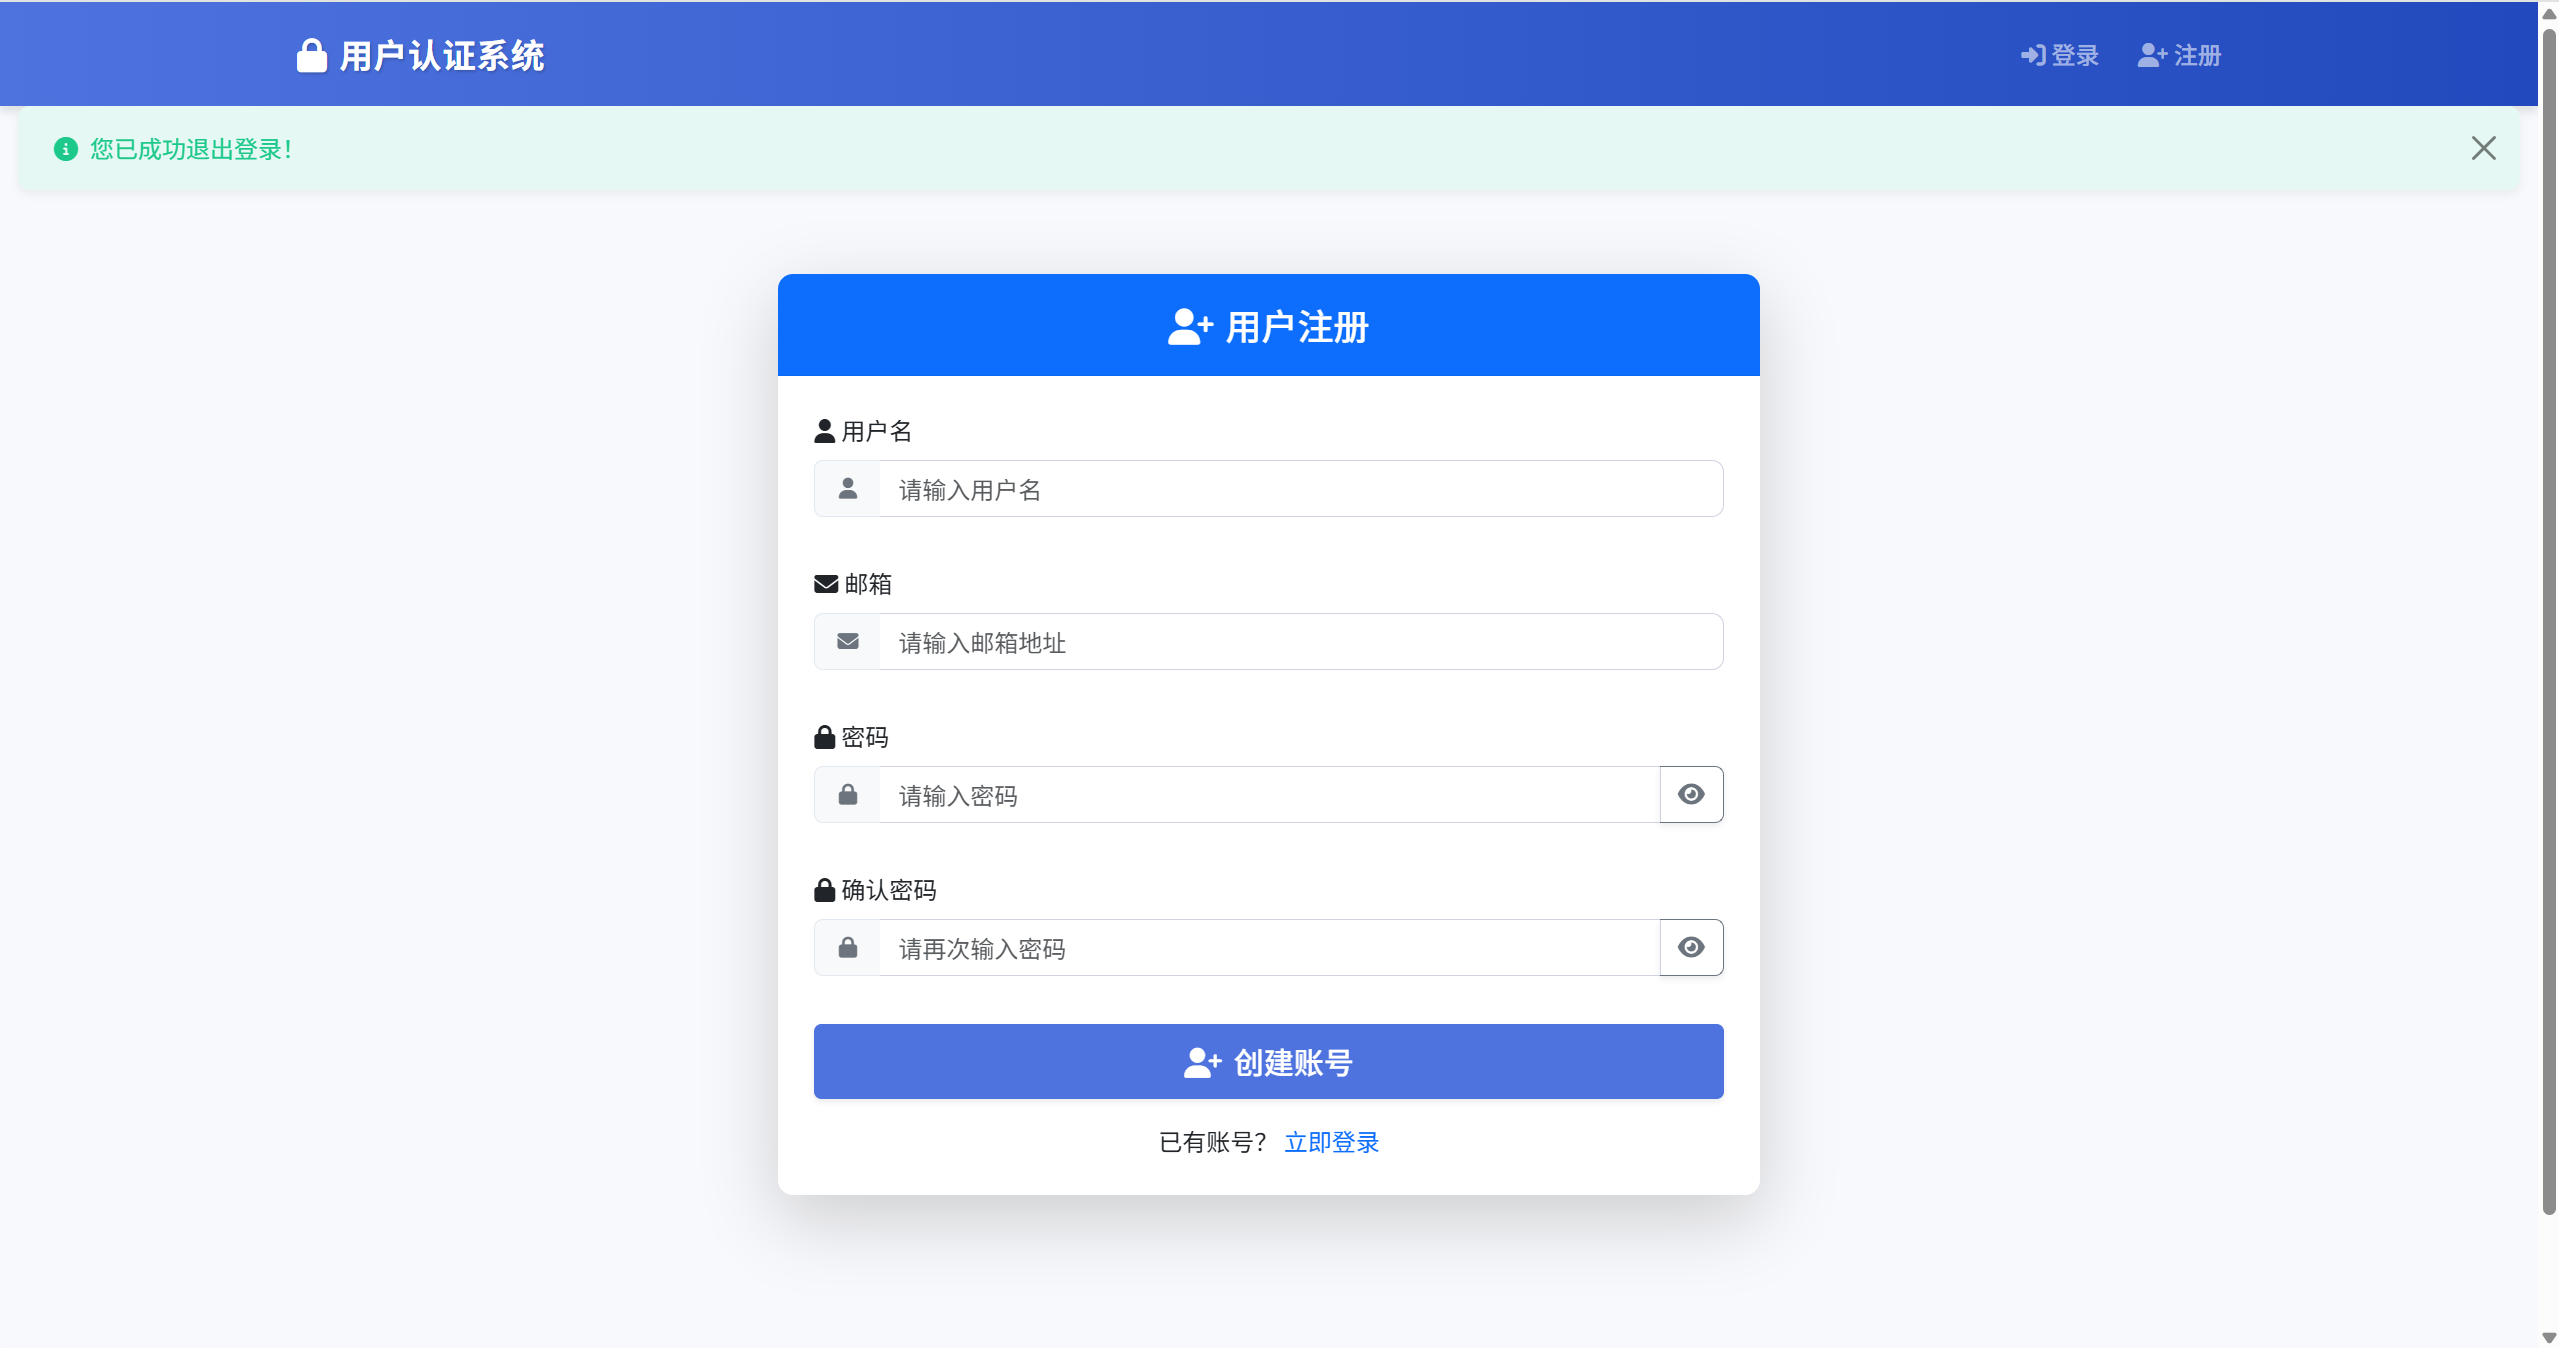 用户认证系统
登录
注册
您已成功退出登录！
用户注册
用户名
请输入用户名
邮箱
请输入邮箱地址
密码
请输入密码
确认密码
请再次输入密码
创建账号
已有账号？ 立即登录